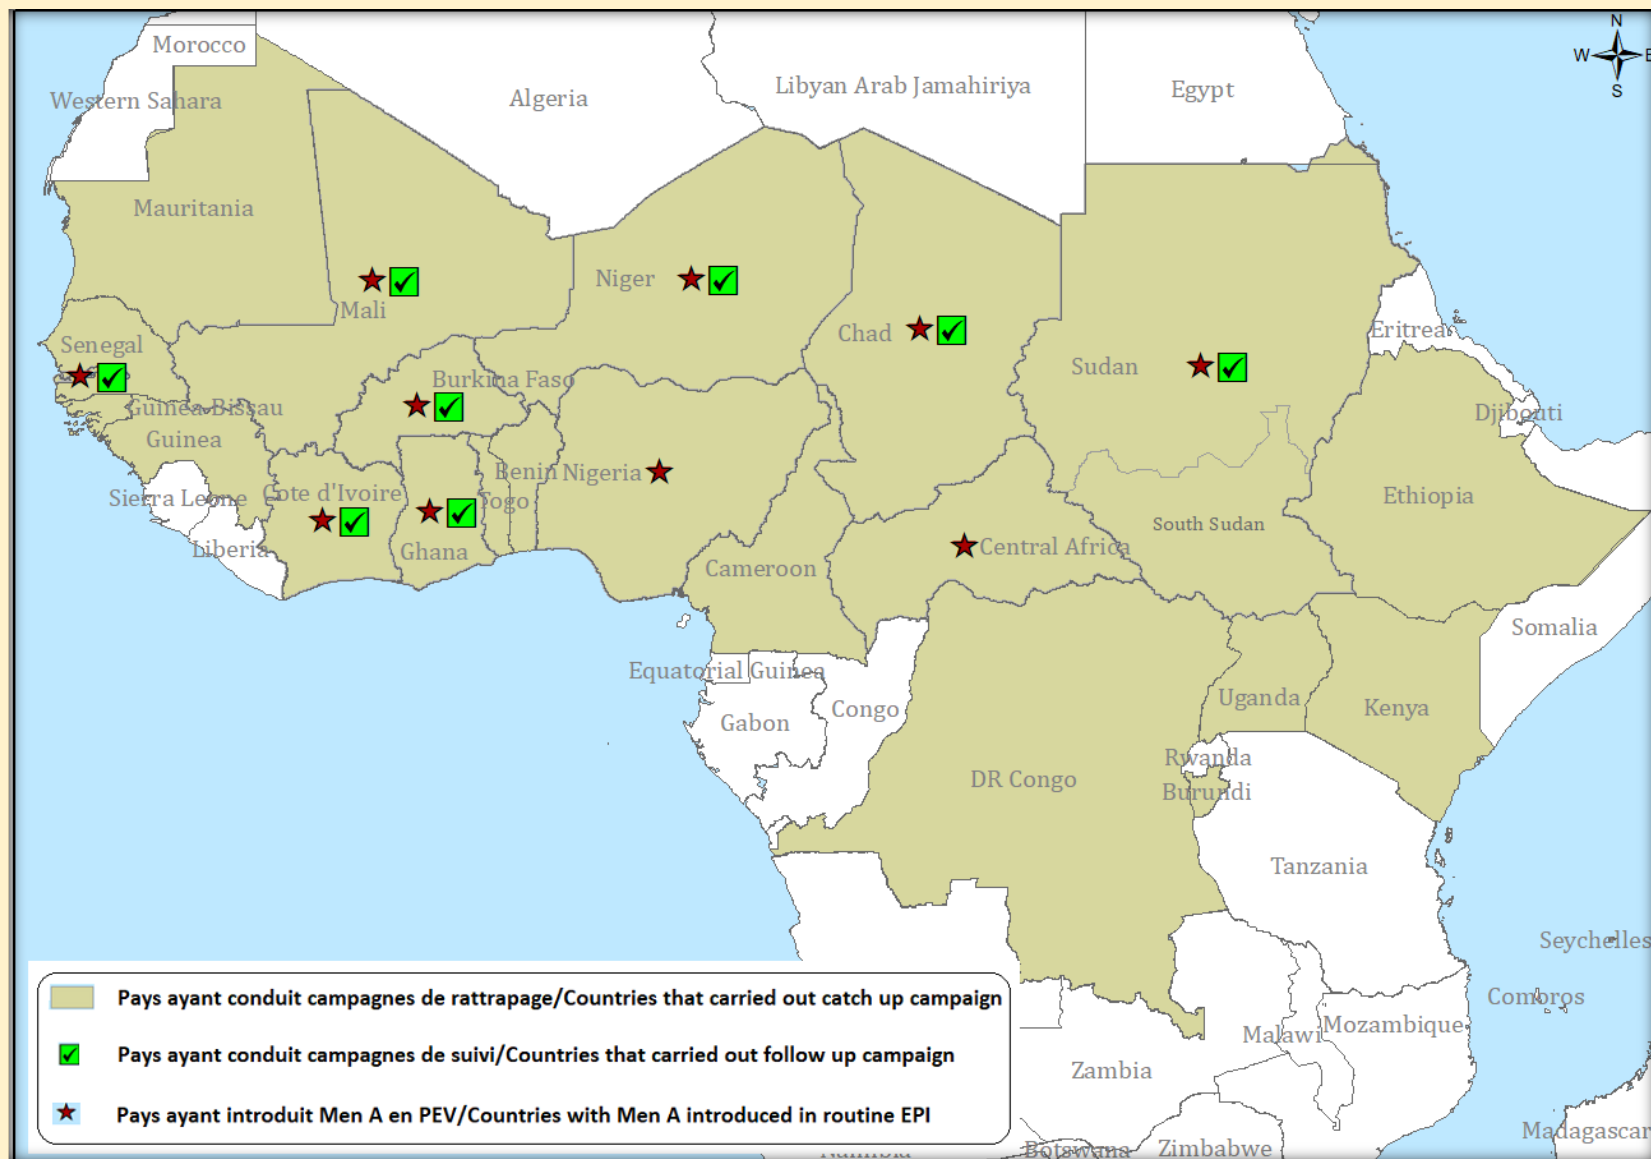 N
W
E
S
Morocco
Western Sahara
Algeria
Libyan Arab Jamahiriya
Egypt
Mauritania
Mali
Niger
Chad
Sudan
Eritrea
Senegal
Burkina Faso
Djibouti
Guinea-Bissau
Guinea
Benin
Nigeria
Sierra Leone
Cote d'Ivoire
Togo
Ethiopia
Liberia
Ghana
South Sudan
Central Africa
Cameroon
Somalia
Equatorial Guinea
Gabon
Congo
Uganda
Kenya
Rwanda
DR Congo
Burundi
Tanzania
Seychelles
Comoros
Malawi
Mozambique
Zambia
Madagascar
Botswana
Zimbabwe
Pays ayant conduit campagnes de rattrapage/Countries that carried out catch up campaign
Pays ayant conduit campagnes de suivi/Countries that carried out follow up campaign
Pays ayant introduit Men A en PEV/Countries with Men A introduced in routine EPI